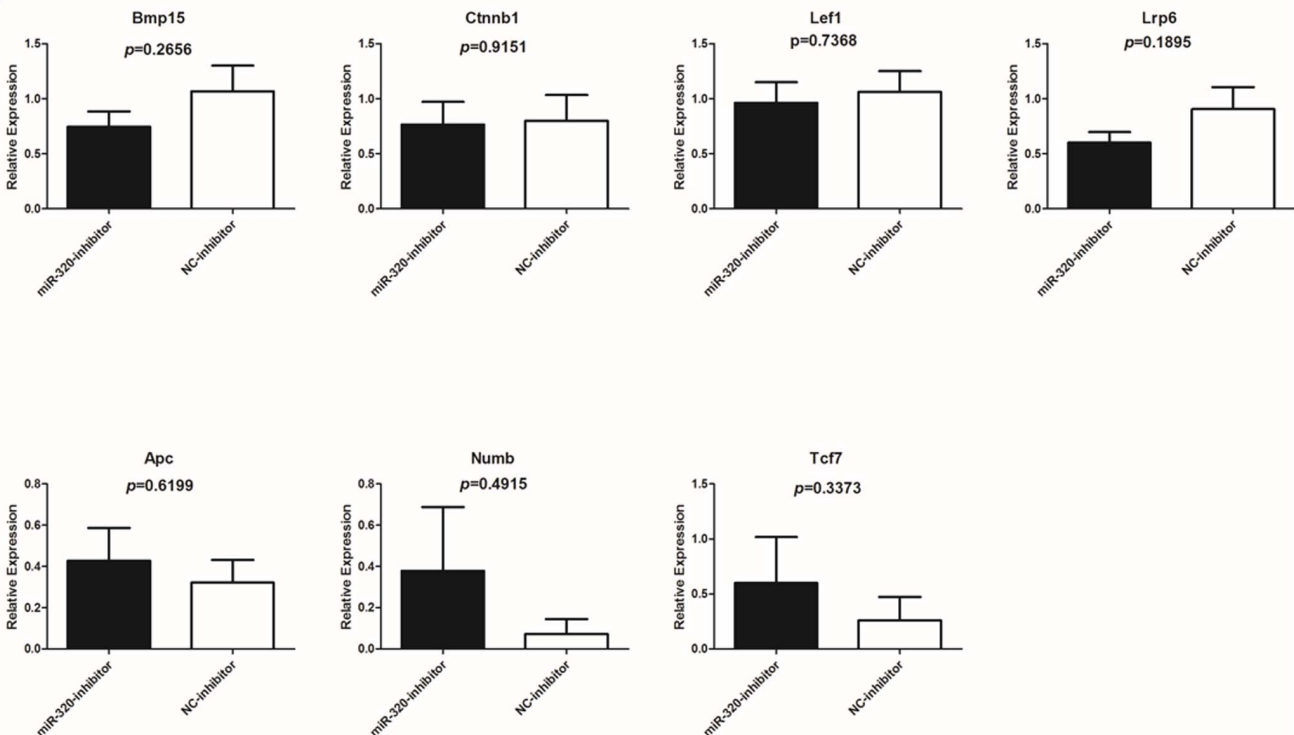 Bmp15
p=0.2656
Relative Expression
1.5
1.0
0.5
0.0
miR-320-inhibitor
NC-inhibitor
Ctnnb1
p=0.9151
Relative Expression
1.5
1.0
0.5
0.0
miR-320-inhibitor
NC-inhibitor
Lef1
p=0.7368
Relative Expression
1.5
1.0
0.5
0.0
miR-320-inhibitor
NC-inhibitor
Lrp6
p=0.1895
Relative Expression
1.5
1.0
0.5
0.0
miR-320-inhibitor
NC-inhibitor
Apc
p=0.6199
Relative Expression
0.8
0.6
0.4
0.2
0.0
miR-320-inhibitor
NC-inhibitor
Numb
p=0.4915
Relative Expression
0.8
0.6
0.4
0.2
0.0
miR-320-inhibitor
NC-inhibitor
Tcf7
p=0.3373
Relative Expression
1.5
1.0
0.5
0.0
miR-320-inhibitor
NC-inhibitor